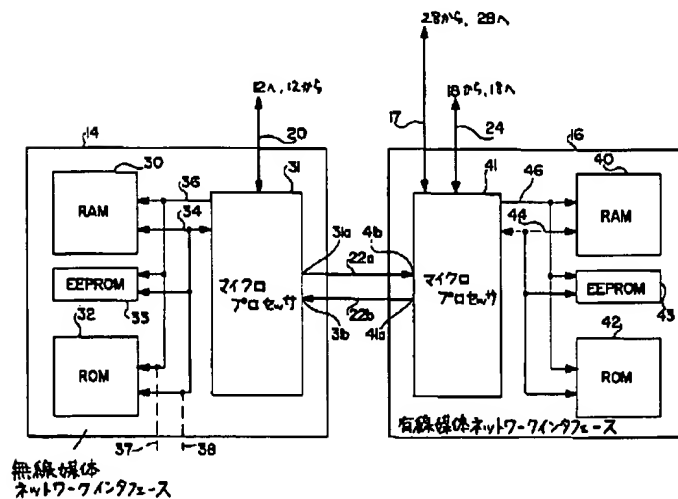 28から, 28へ
12へ, 12から
18から, 18へ
14
20
17
24
16
30
36
31
41
46
40
RAM
34
31a
41b
44
RAM
22a
EEPROM
33
マイクロ
プロセッサ
マイクロ
プロセッサ
EEPROM
43
32
22b
31b
41a
42
ROM
ROM
37
38
有線媒体ネットワークインタフェース
無線媒体
ネットワークインタフェース